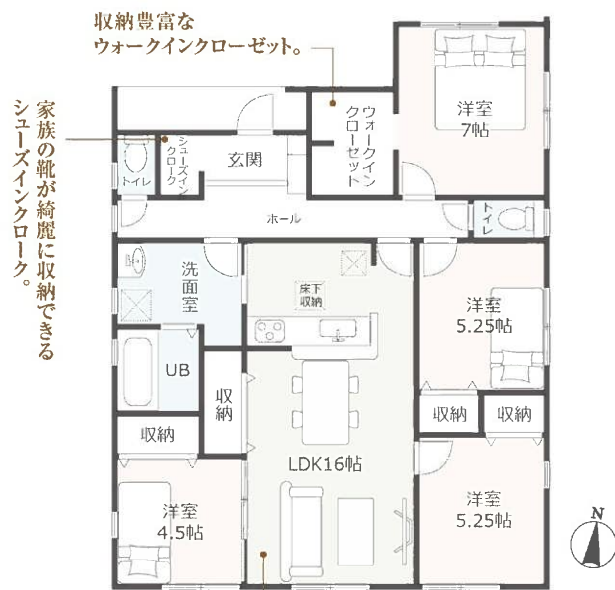 収納豊富な
ウォークインクローゼット。
家族の靴が綺麗に収納できる
シューズインクローク。
洋室
7帖
ウォークイン
クローゼット
シューズイン
クローク
玄関
トイレ
ホール
トイレ
洗面室
床下
収納
洋室
5.25帖
UB
収納
収納
収納
収納
LDK16帖
洋室
4.5帖
洋室
5.25帖
N